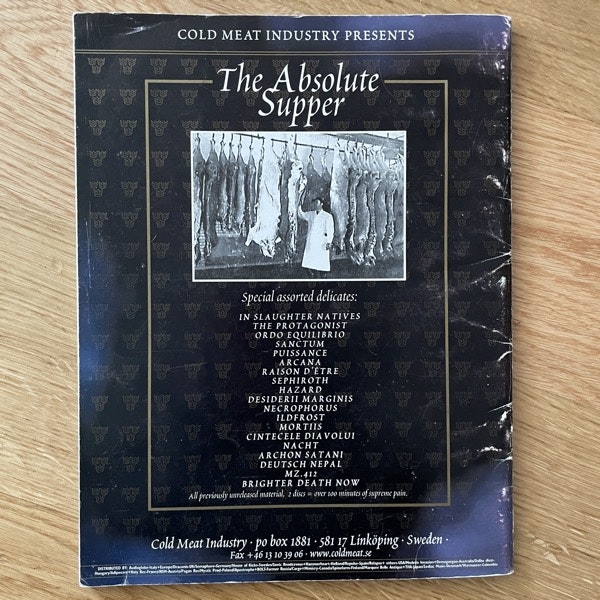 COLD MEAT INDUSTRY PRESENTS
The Absolute
Supper
Special assorted delicates:
IN SLAUGHTER NATIVES
THE PROTAGONIST
ORDO EQUILIBRIO
SANCTUM
PUISSANCE
ARCANA
RAISON D'ÊTRE
SEPHIROTH
HAZARD
DESIDERII MARGINIS
NECROPHORUS
ILDFROST
MORTIIS
CINTECELE DIAVOLUI
NACHT
ARCHON SATANI
DEUTSCH NEPAL
MZ.412
BRIGHTER DEATH NOW
All previously unreleased material. 2 discs = over 100 minutes of supreme pain.
Cold Meat Industry · po box 1881 · 581 17 Linköping · Sweden ·
Fax +46 13 10 39 06 · www.coldmeat.se
DISTRIBUTED BY: